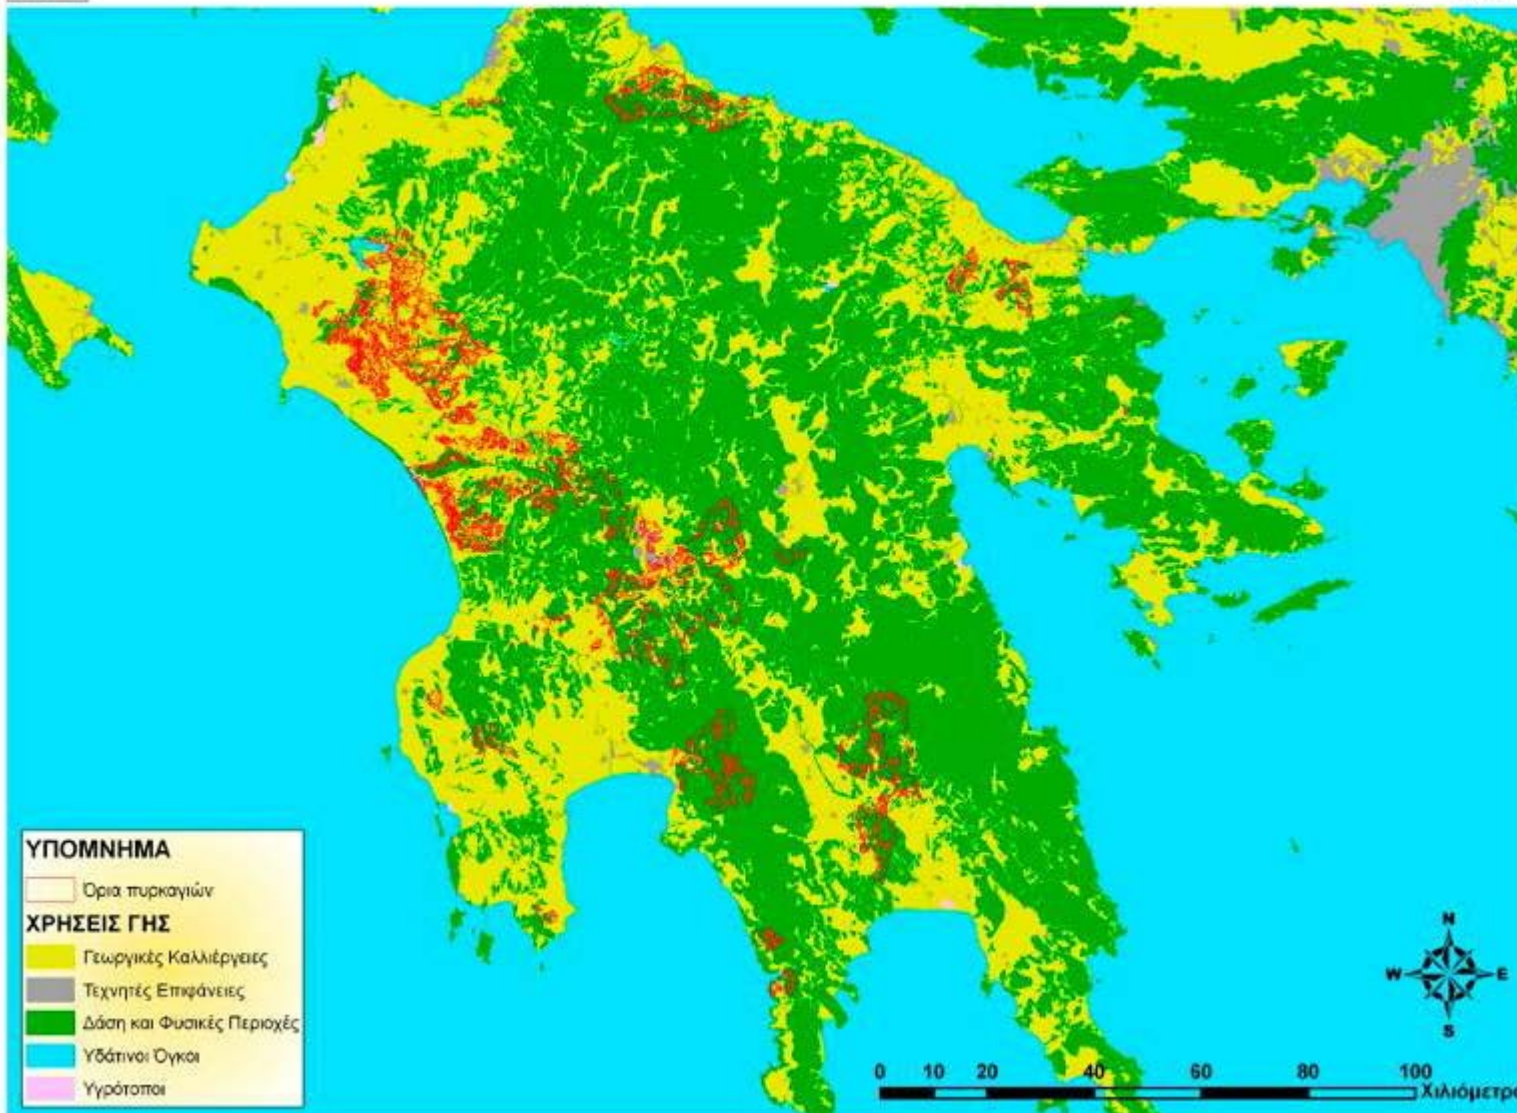 ΥΠΟΜΝΗΜΑ
Όρια πυρκαγιών
ΧΡΗΣΕΙΣ ΓΗΣ
Γεωργικές Καλλιέργειες
Τεχνητές Επιφάνειες
Δάση και Φυσικές Περιοχές
Υδάτινοι Όγκοι
Υγρότοποι
N
W E
S
0 10 20 40 60 80 100
Χιλιόμετρα